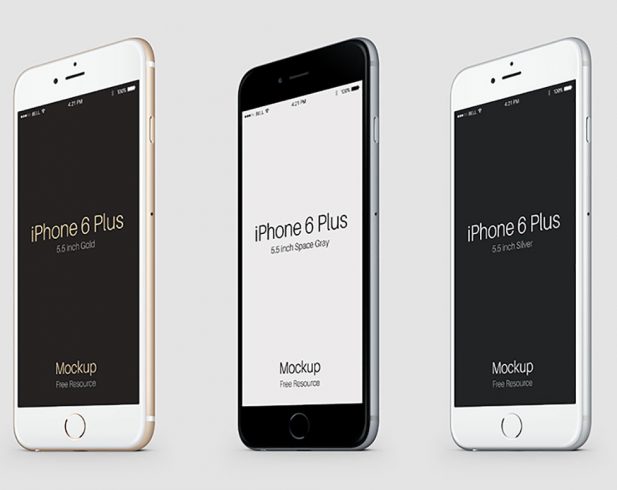 BELL
4:21 PM
100%
iPhone 6 Plus
5.5 inch Gold
Mockup
Free Resource
BELL
4:21 PM
100%
iPhone 6 Plus
5.5 inch Space Gray
Mockup
Free Resource
BELL
4:21 PM
100%
iPhone 6 Plus
5.5 inch Silver
Mockup
Free Resource